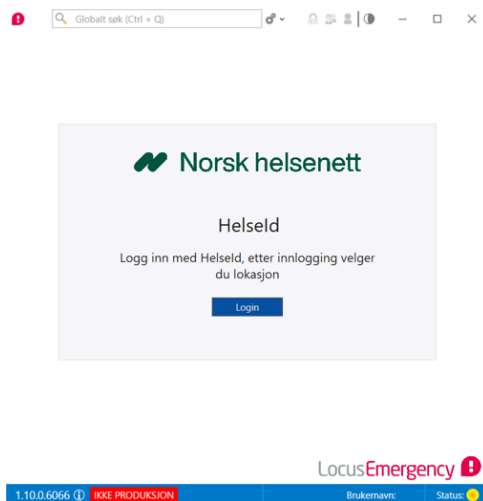 Globalt søk (Ctrl + Q)
Norsk helsenett
HelseId
Logg inn med HelseId, etter innlogging velger
du lokasjon
Login
LocusEmergency
1.10.0.6066 IKKE PRODUKSJON Brukernavn: Status: